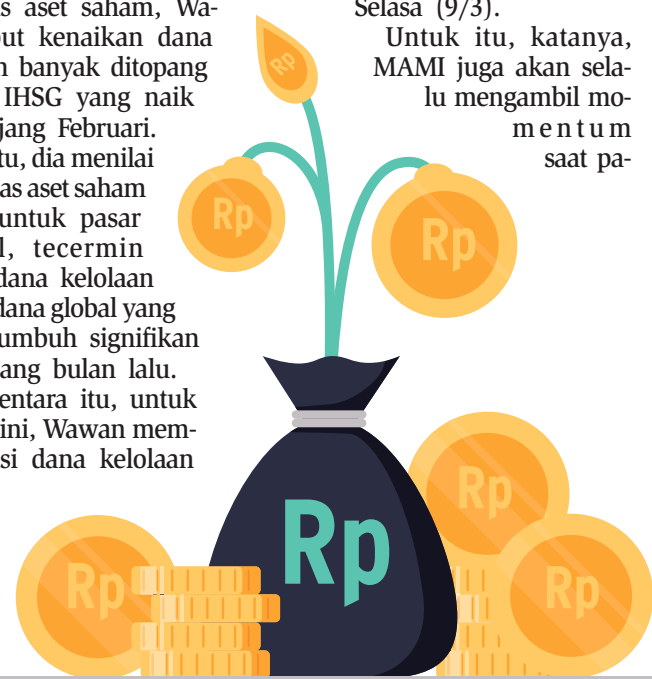 s aset saham, Wa-
but kenaikan dana
n banyak ditopang
IHSG yang naik
jang Februari.
tu, dia menilai
as aset saham
untuk pasar
l, tecermin
dana kelolaan
dana global yang
umbuh signifikan
ang bulan lalu.
entara itu, untuk
ini, Wawan mem-
si dana kelolaan
Selasa (9/3).
Untuk itu, katanya,
MAMI juga akan sela-
lu mengambil mo-
mentum
saat pa-
Rp
Rp
Rp
Rp
Rp
Rp
Rp